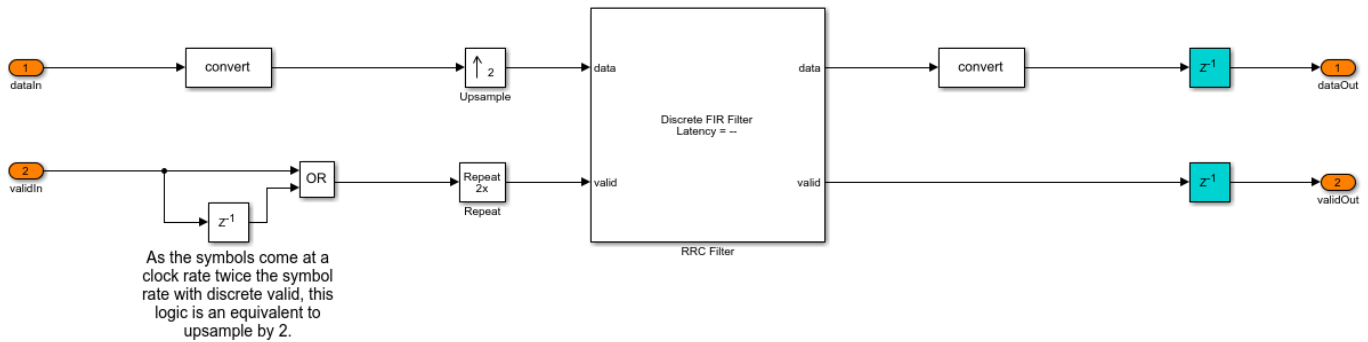 1
dataIn
convert
↑ 2
Upsample
data
data
Discrete FIR Filter
Latency = --
convert
z-1
1
dataOut
2
validIn
OR
Repeat
2x
Repeat
valid
valid
RRC Filter
z-1
2
validOut
z-1
As the symbols come at a
clock rate twice the symbol
rate with discrete valid, this
logic is an equivalent to
upsample by 2.